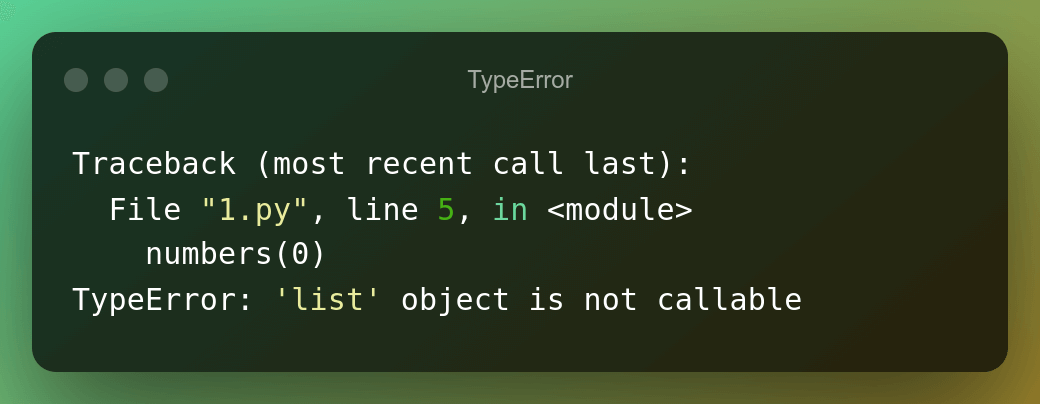 TypeError
Traceback (most recent call last):
  File "1.py", line 5, in <module>
    numbers(0)
TypeError: 'list' object is not callable